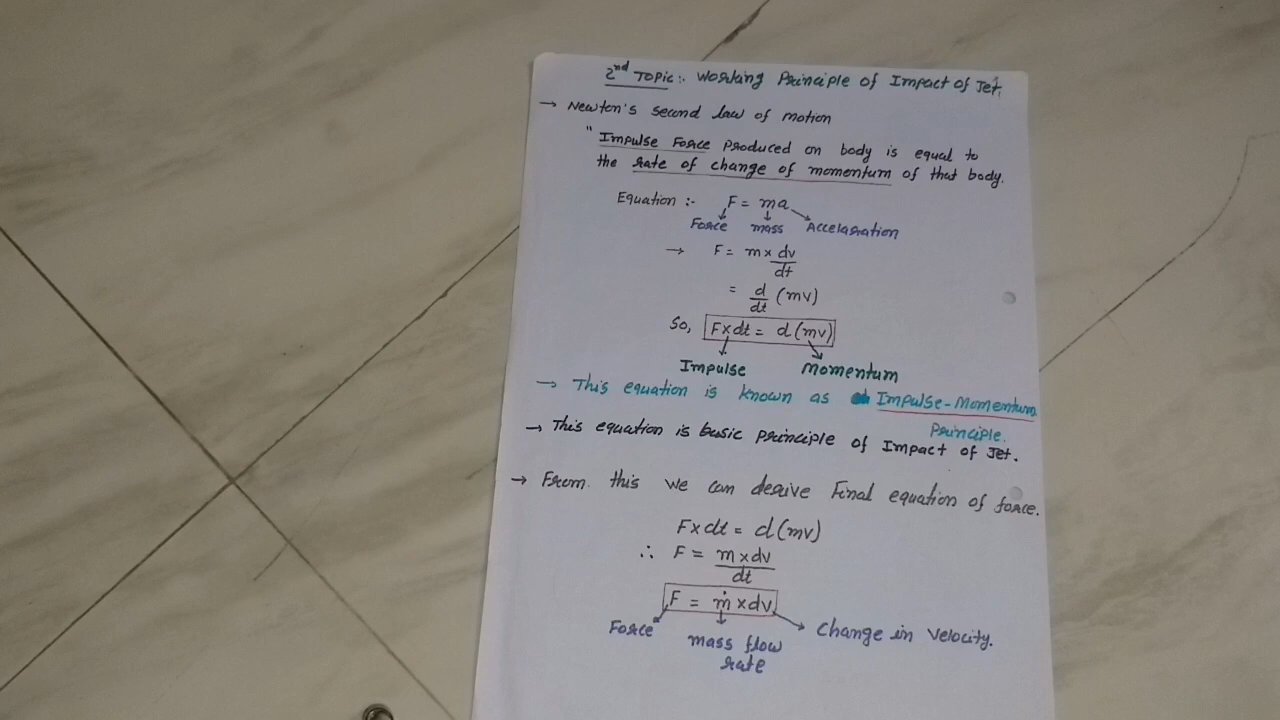 2nd Topic:- Working Principle of Impact of Jet.
→ Newton's second law of motion
" Impulse Force produced on body is equal to
the rate of change of momentum of that body.
Equation :- F = ma
Force mass Accelaration
→ F = m x dv/dt
= d/dt (mv)
So, F x dt = d (mv)
Impulse Momentum
→ This equation is known as Impulse-Momentum
Principle.
→ This equation is basic principle of Impact of Jet.
→ From this we can derive Final equation of force.
F x dt = d (mv)
∴ F = m x dv/dt
F = ṁ x dv
Force mass flow rate Change in Velocity.